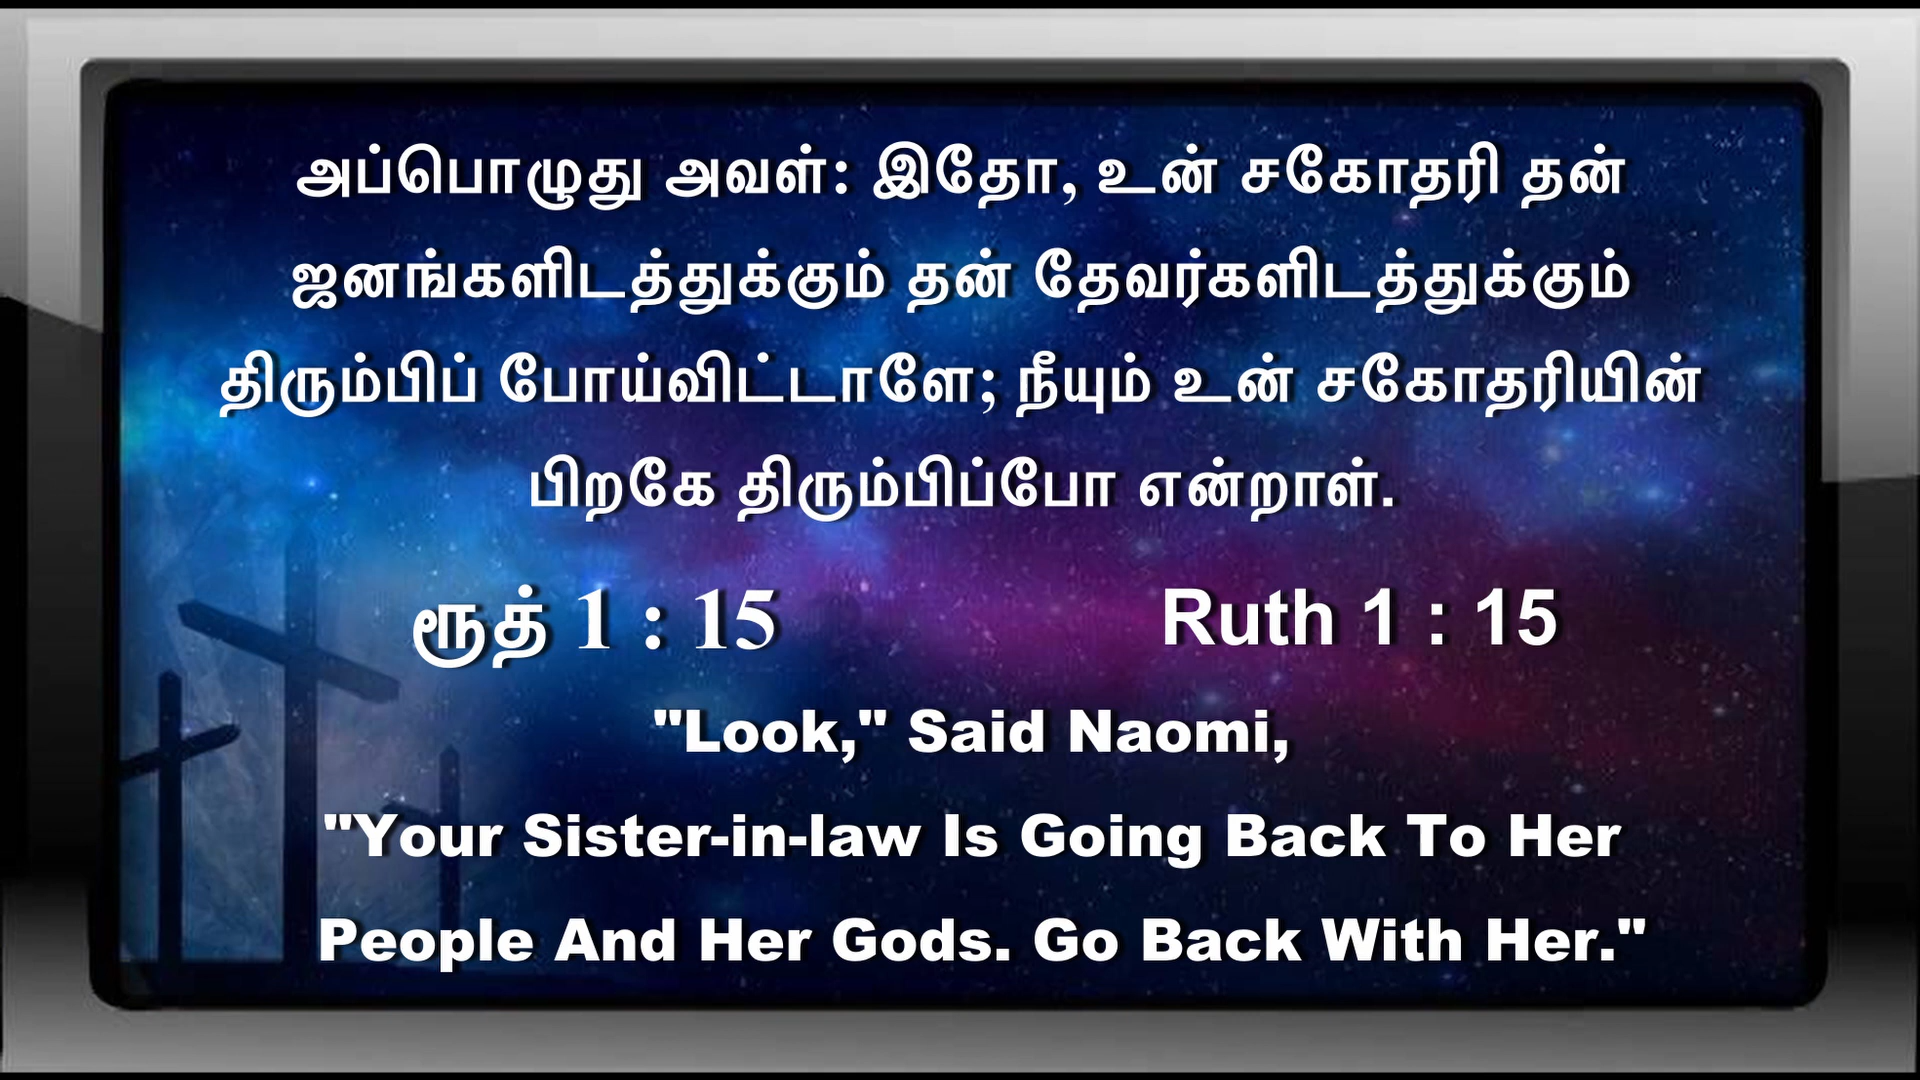 அப்பொழுது அவள்: இதோ, உன் சகோதரி தன்
ஜனங்களிடத்துக்கும் தன் தேவர்களிடத்துக்கும்
திரும்பிப் போய்விட்டாளே; நீயும் உன் சகோதரியின்
பிறகே திரும்பிப்போ என்றாள்.
ரூத் 1 : 15
Ruth 1 : 15
"Look," Said Naomi,
"Your Sister-in-law Is Going Back To Her
People And Her Gods. Go Back With Her."